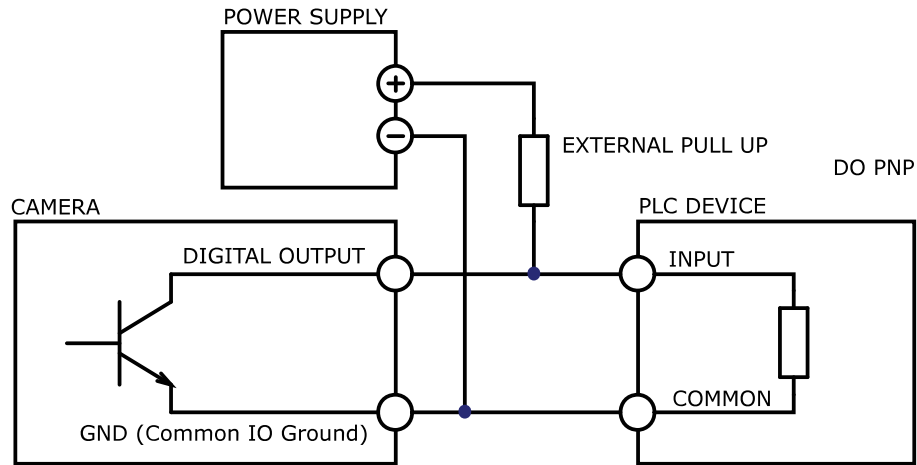 POWER SUPPLY
+
−
EXTERNAL PULL UP
DO PNP
CAMERA
PLC DEVICE
DIGITAL OUTPUT
INPUT
COMMON
GND (Common IO Ground)